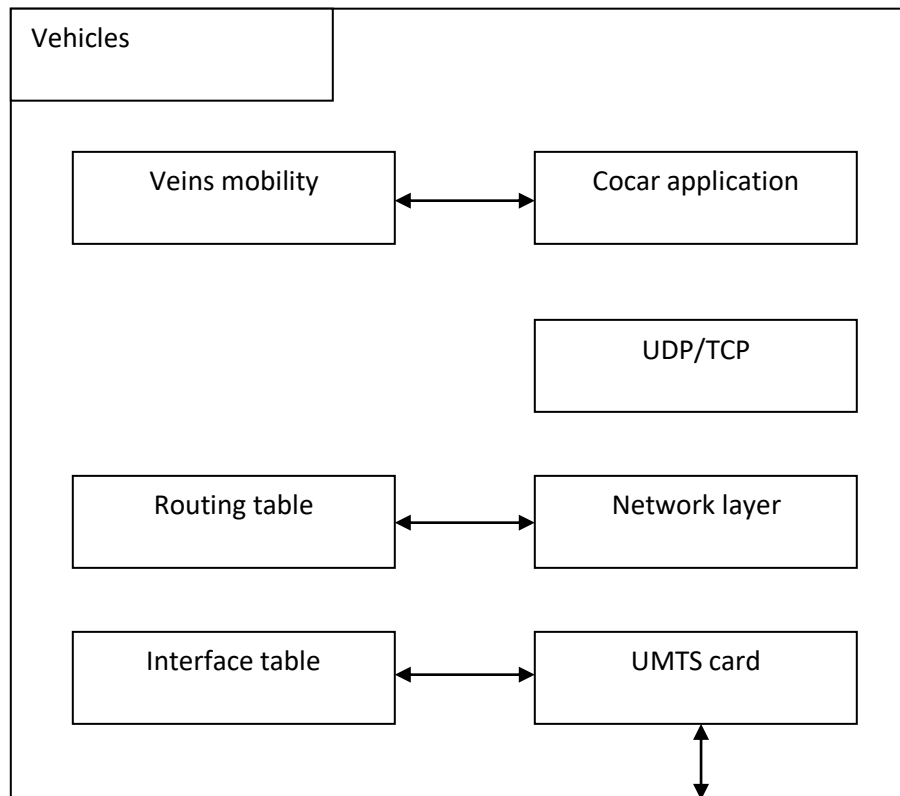 Vehicles
Veins mobility
Cocar application
UDP/TCP
Routing table
Network layer
Interface table
UMTS card